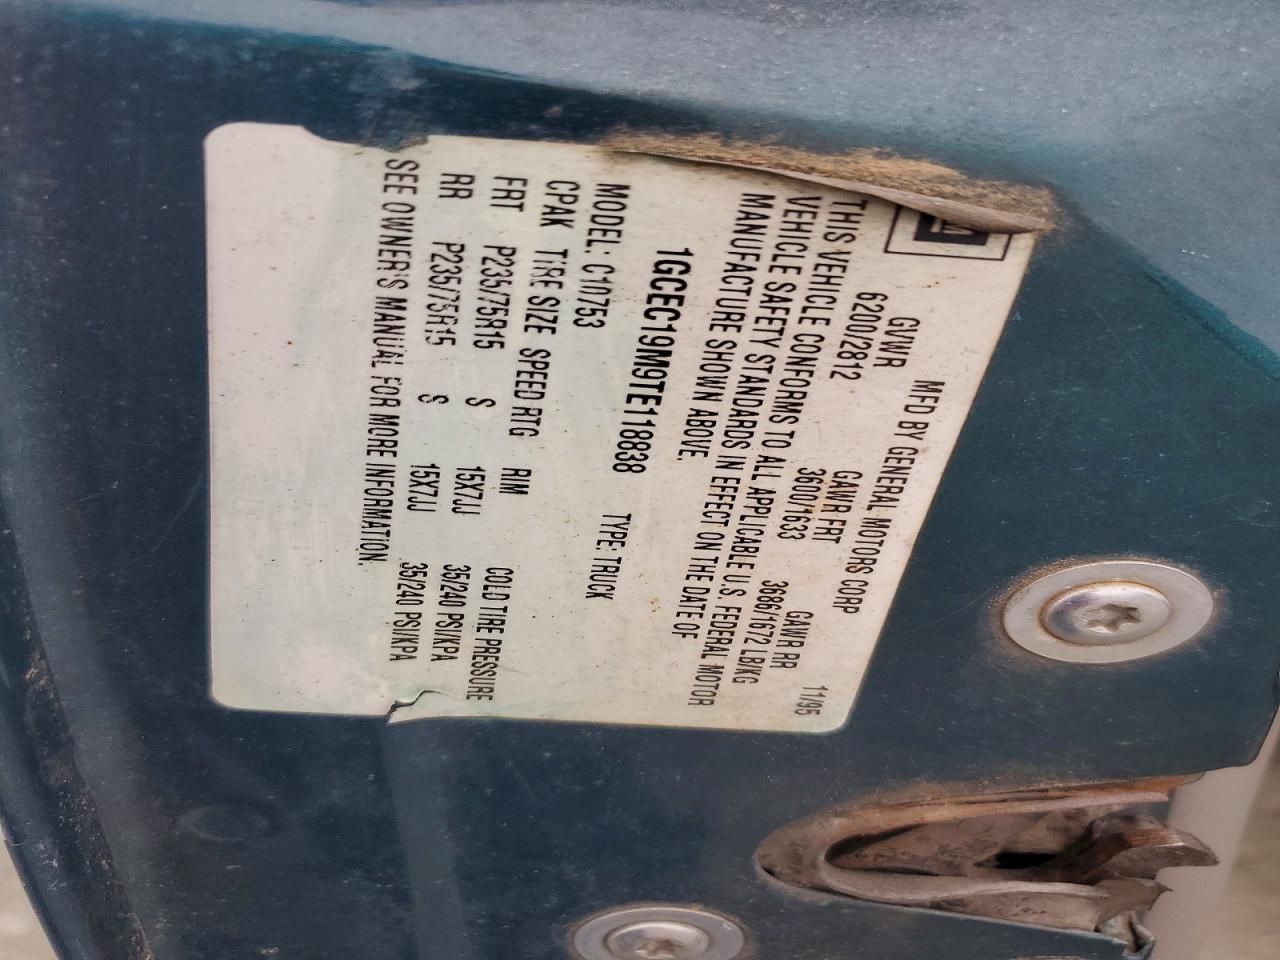 MFD BY GENERAL MOTORS CORP 11/95
GVWR GAWR FRT GAWR RR
6200/2812 3600/1633 3686/1672 LB/KG
THIS VEHICLE CONFORMS TO ALL APPLICABLE U.S. FEDERAL MOTOR
VEHICLE SAFETY STANDARDS IN EFFECT ON THE DATE OF
MANUFACTURE SHOWN ABOVE.
1GCEC19M9TE118838 TYPE: TRUCK
MODEL: C10753
CPAK TIRE SIZE SPEED RTG RIM COLD TIRE PRESSURE
FRT P235/75R15 S 15X7JJ 35/240 PSI/KPA
RR P235/75R15 S 15X7JJ 35/240 PSI/KPA
SEE OWNER'S MANUAL FOR MORE INFORMATION.